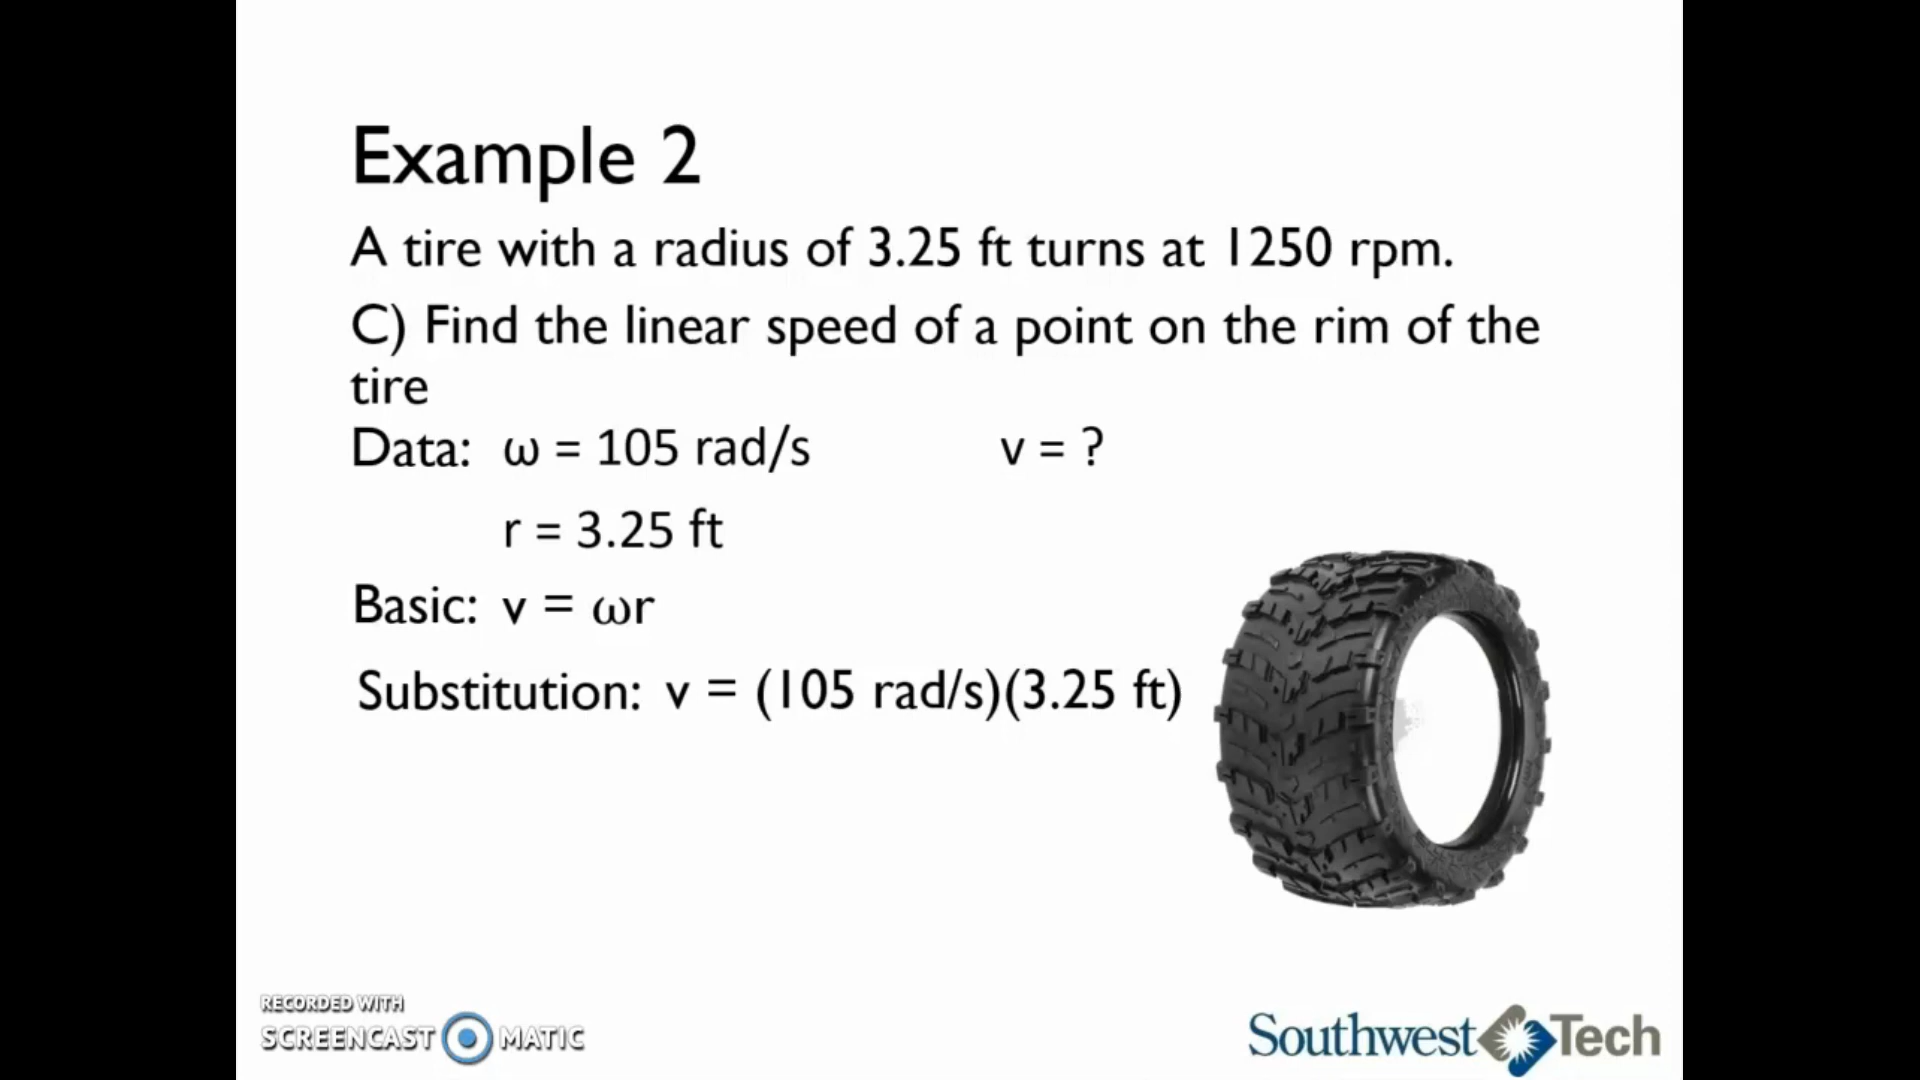 Example 2
A tire with a radius of 3.25 ft turns at 1250 rpm.
C) Find the linear speed of a point on the rim of the
tire
Data: ω = 105 rad/s v = ?
r = 3.25 ft
Basic: v = ωr
Substitution: v = (105 rad/s)(3.25 ft)
RECORDED WITH
SCREENCAST MATIC
Southwest Tech